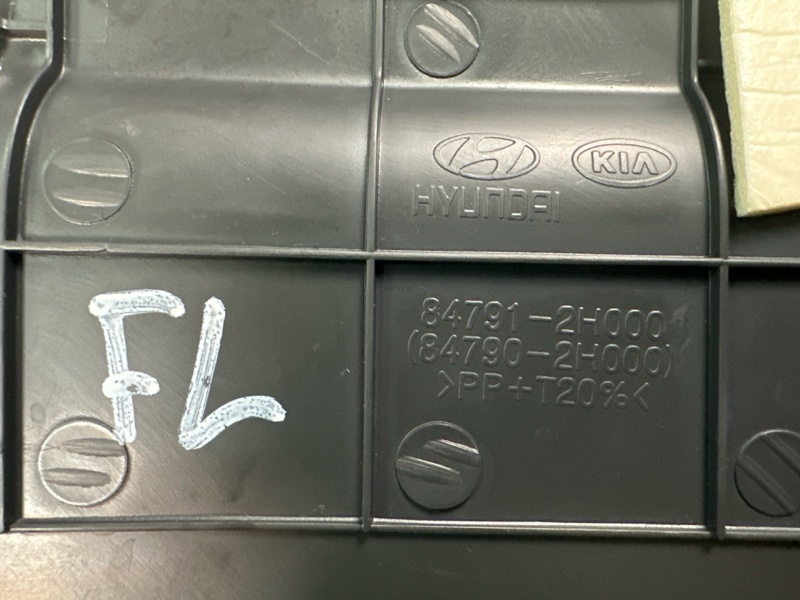 KIA
HYUNDAI
84791-2H000
(84790-2H000)
>PP+T20%<
FL